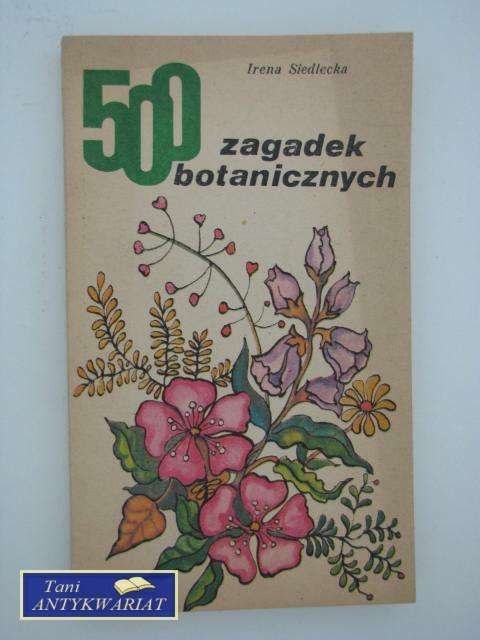 Irena Siedlecka
500
zagadek
botanicznych
Tani
ANTYKWARIAT